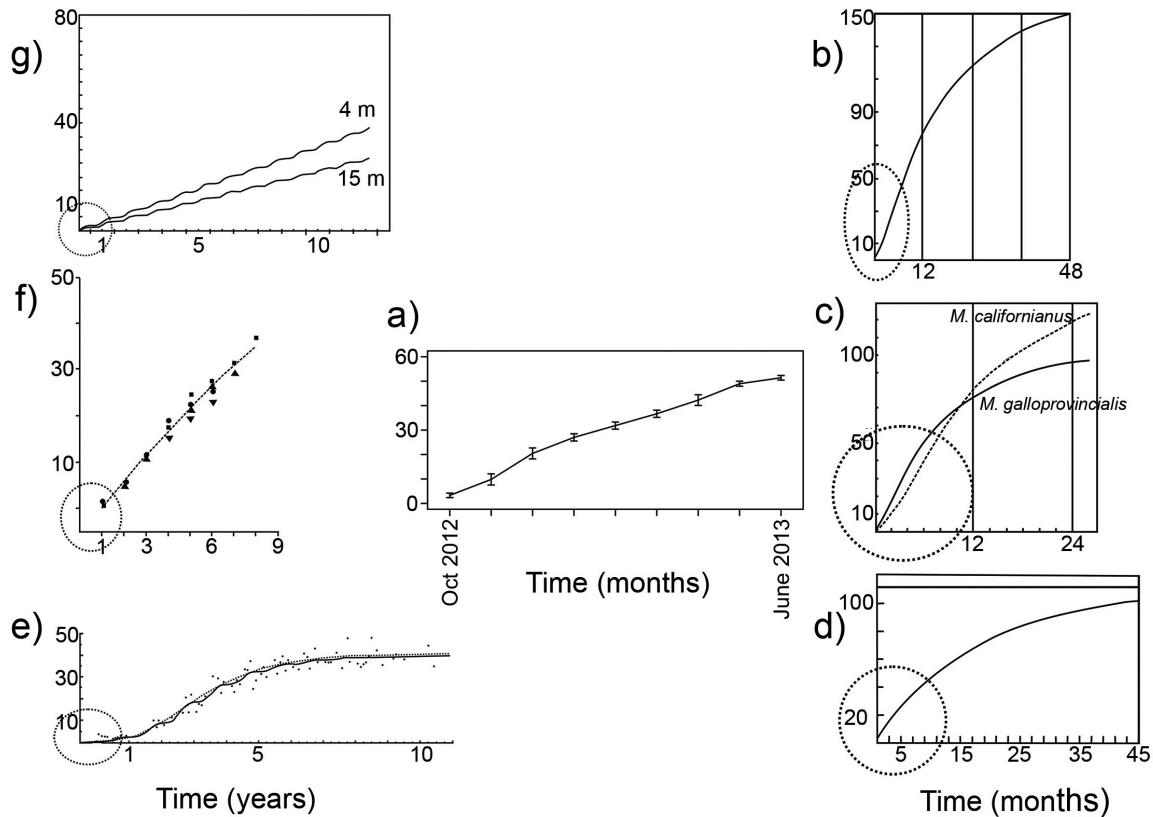 g)
80
40
10
4 m
15 m
1 5 10
f)
50
30
10
1 3 6 9
e)
50
30
10
1 5 10
Time (years)
a)
60
30
0
Oct 2012
June 2013
Time (months)
b)
150
90
50
10
12 48
c)
M. californianus
100
M. galloprovincialis
50
10
12 24
d)
100
20
5 15 25 35 45
Time (months)